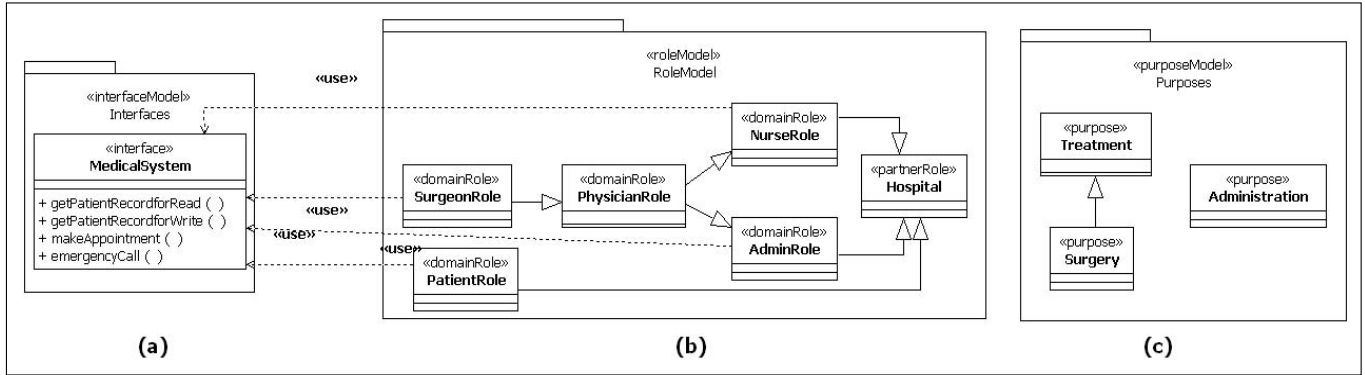 «interfaceModel»
Interfaces
«interface»
MedicalSystem
+ getPatientRecordforRead ( )
+ getPatientRecordforWrite ( )
+ makeAppointment ( )
+ emergencyCall ( )
(a)
«use»
«use»
«use»
«use»
«roleModel»
RoleModel
«domainRole»
NurseRole
«domainRole»
SurgeonRole
«domainRole»
PhysicianRole
«partnerRole»
Hospital
«domainRole»
AdminRole
«domainRole»
PatientRole
(b)
«purposeModel»
Purposes
«purpose»
Treatment
«purpose»
Administration
«purpose»
Surgery
(c)